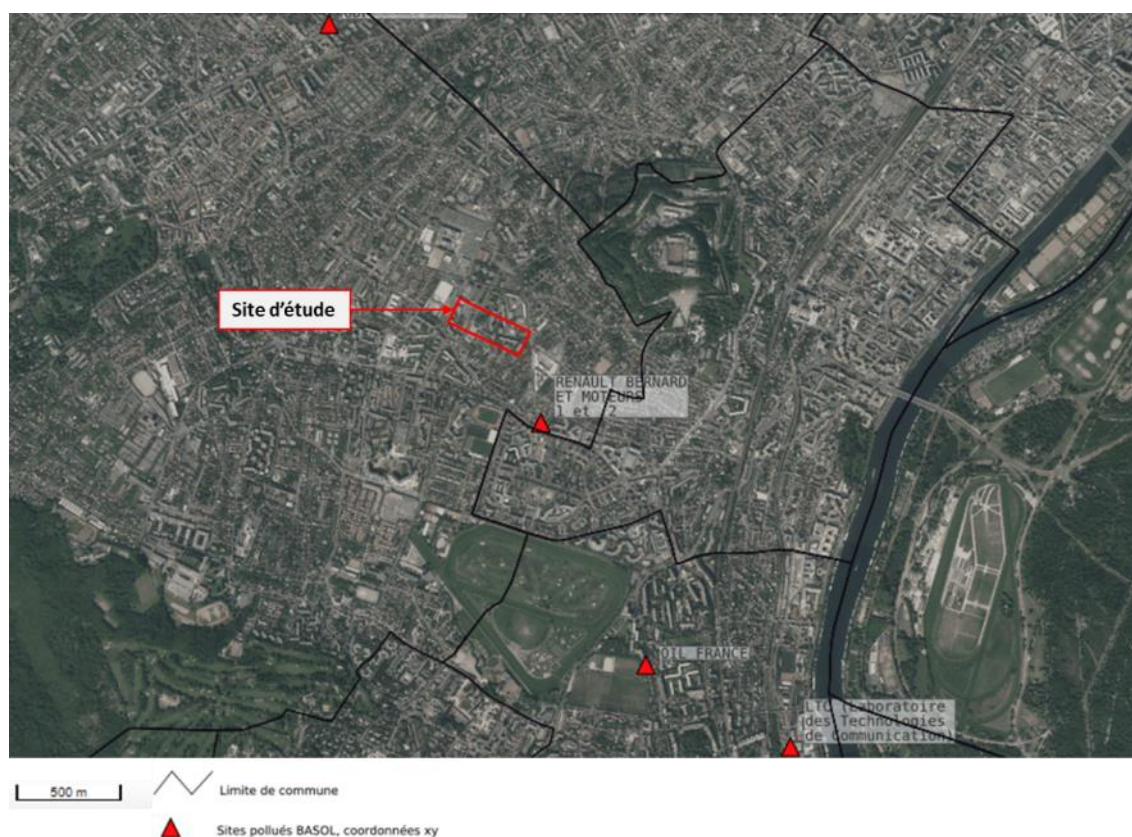 Site d'étude
RENAULT BERNARD
ET MOTEURS
1 et 2
OIL FRANCE
LTC (Laboratoire
des Technologies
de Communication)
500 m
Limite de commune
Sites pollués BASOL, coordonnées xy